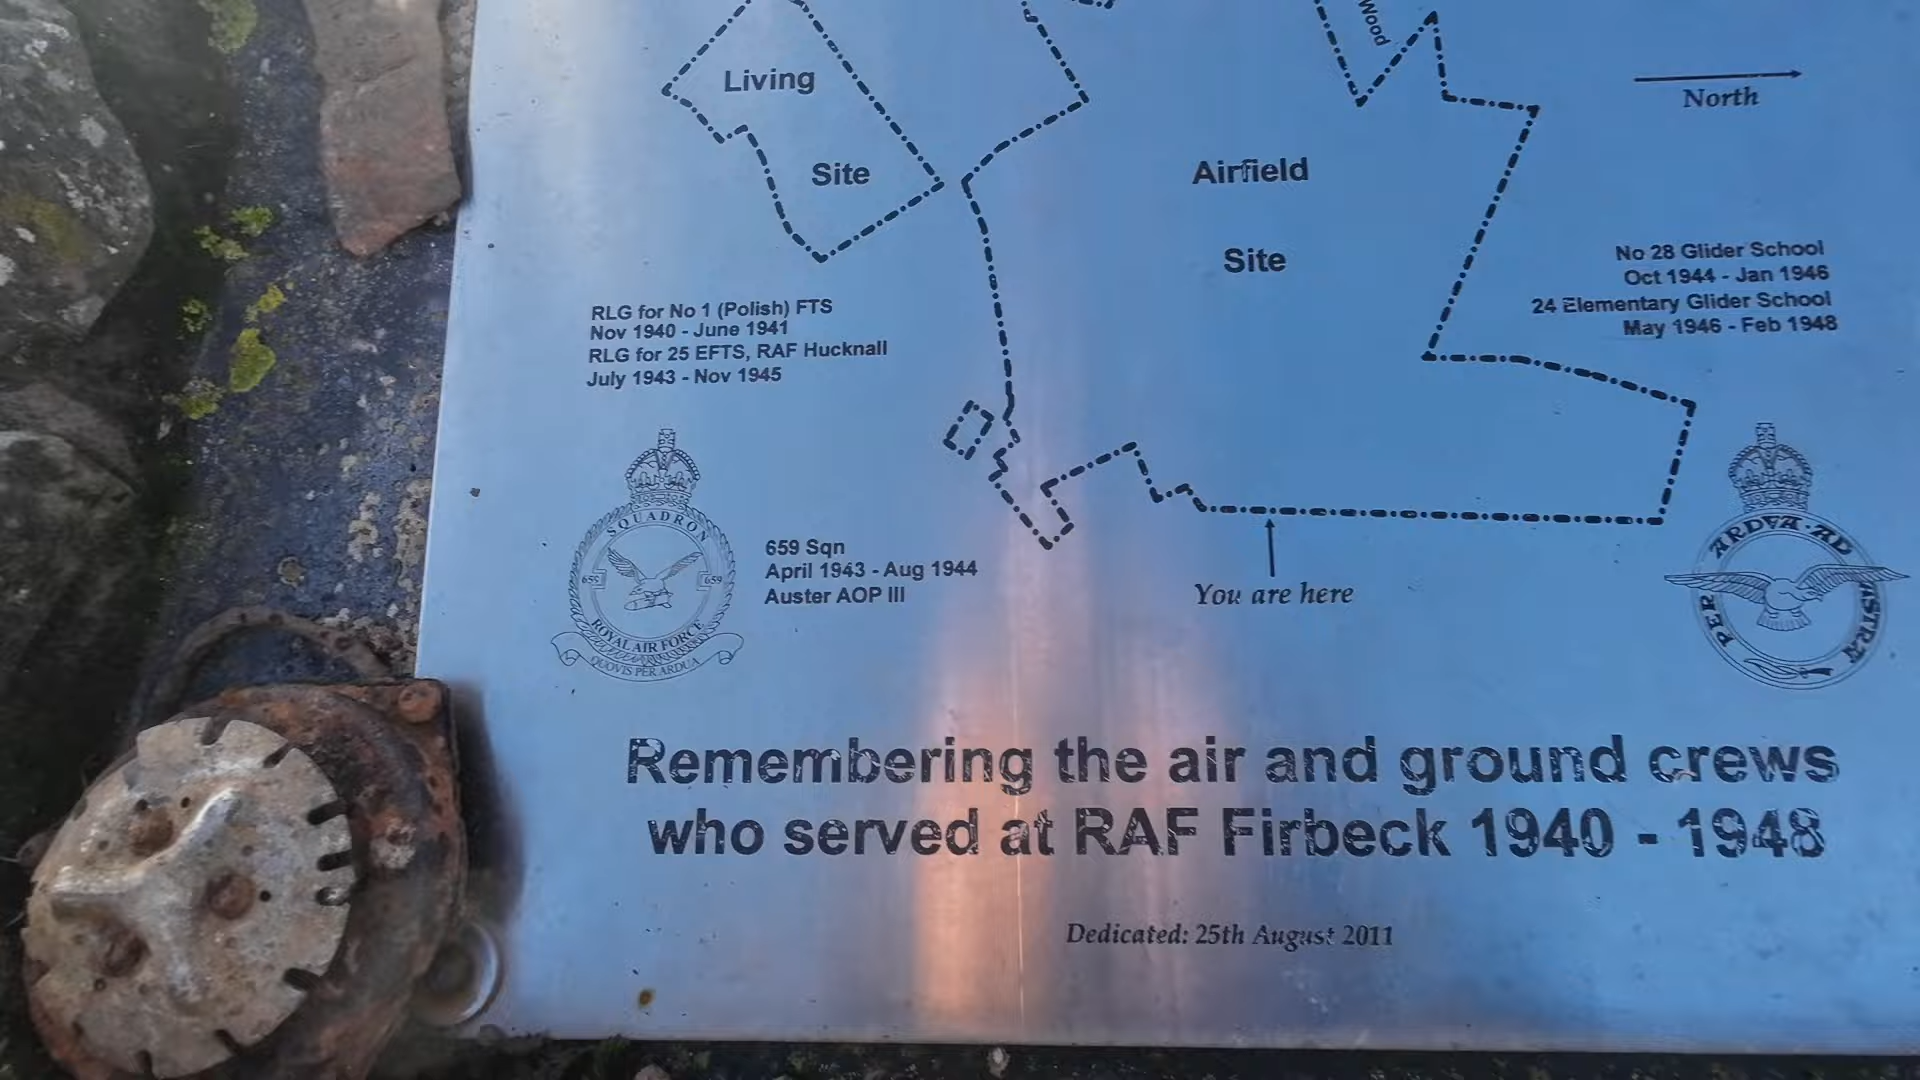 Wood
Living
Site
North
Airfield
Site
No 28 Glider School
Oct 1944 - Jan 1946
24 Elementary Glider School
May 1946 - Feb 1948
RLG for No 1 (Polish) FTS
Nov 1940 - June 1941
RLG for 25 EFTS, RAF Hucknall
July 1943 - Nov 1945
SQUADRON
659 659
ROYAL AIR FORCE
QUOVIS PER ARDUA
659 Sqn
April 1943 - Aug 1944
Auster AOP III
You are here
PER ARDVA·AD ASTRA
Remembering the air and ground crews
who served at RAF Firbeck 1940 - 1948
Dedicated: 25th August 2011